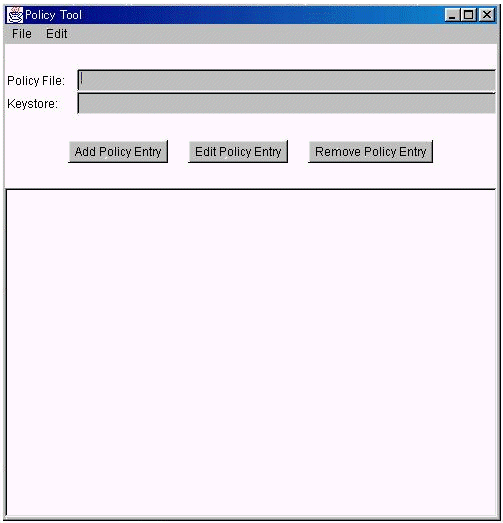 Policy Tool
File Edit
Policy File:
Keystore:
Add Policy Entry Edit Policy Entry Remove Policy Entry